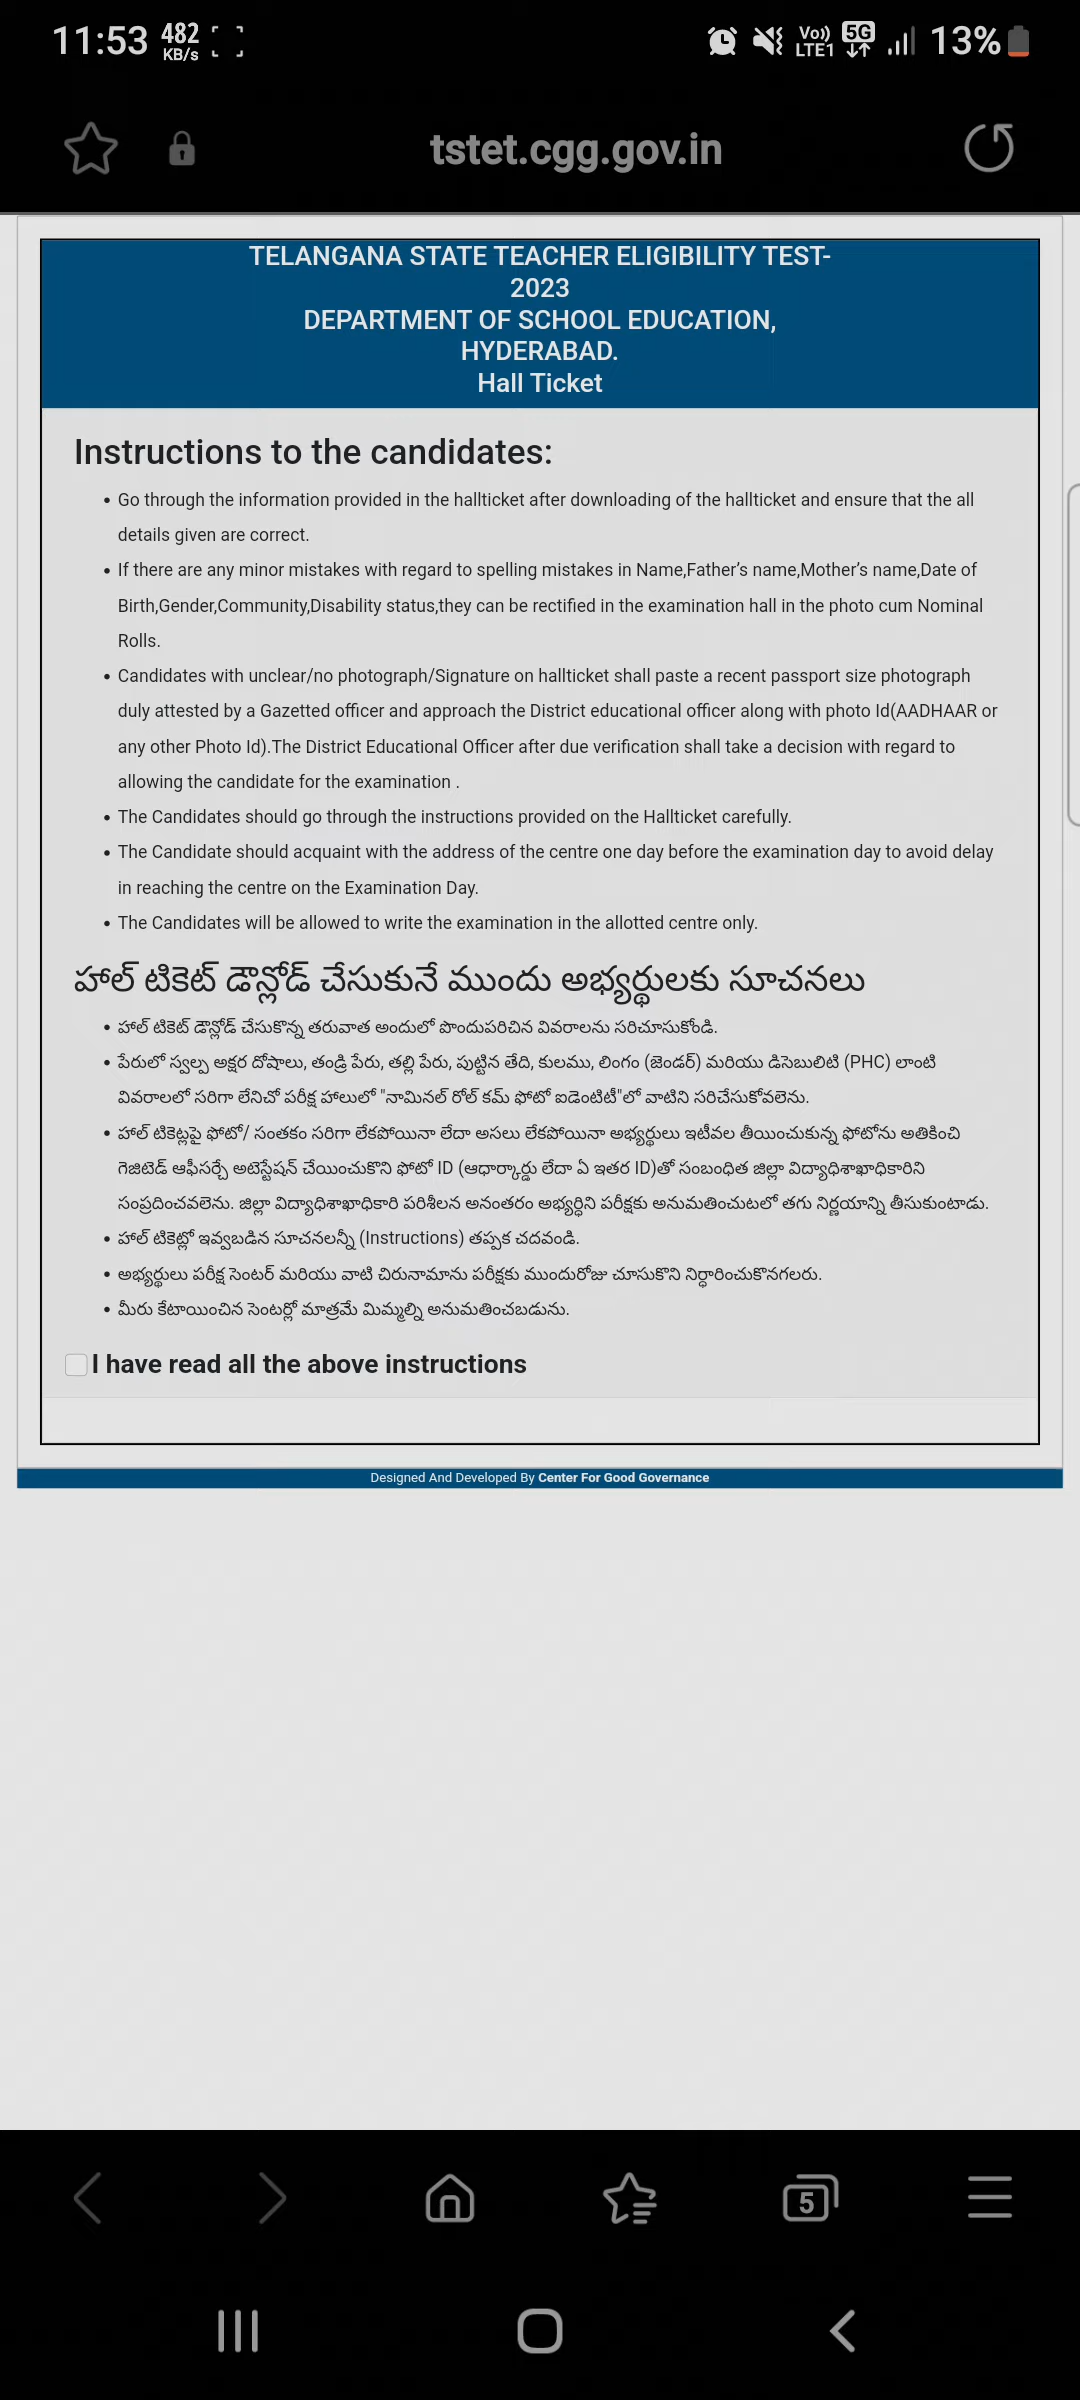 11:53 482 KB/s Vo)) LTE1 5G 13%
tstet.cgg.gov.in
TELANGANA STATE TEACHER ELIGIBILITY TEST-
2023
DEPARTMENT OF SCHOOL EDUCATION,
HYDERABAD.
Hall Ticket
Instructions to the candidates:
• Go through the information provided in the hallticket after downloading of the hallticket and ensure that the all
details given are correct.
• If there are any minor mistakes with regard to spelling mistakes in Name,Father’s name,Mother’s name,Date of
Birth,Gender,Community,Disability status,they can be rectified in the examination hall in the photo cum Nominal
Rolls.
• Candidates with unclear/no photograph/Signature on hallticket shall paste a recent passport size photograph
duly attested by a Gazetted officer and approach the District educational officer along with photo Id(AADHAAR or
any other Photo Id).The District Educational Officer after due verification shall take a decision with regard to
allowing the candidate for the examination .
• The Candidates should go through the instructions provided on the Hallticket carefully.
• The Candidate should acquaint with the address of the centre one day before the examination day to avoid delay
in reaching the centre on the Examination Day.
• The Candidates will be allowed to write the examination in the allotted centre only.
హాల్ టికెట్ డౌన్లోడ్ చేసుకునే ముందు అభ్యర్థులకు సూచనలు
• హాల్ టికెట్ డౌన్లోడ్ చేసుకొన్న తరువాత అందులో పొందుపరిచిన వివరాలను సరిచూసుకోండి.
• పేరులో స్వల్ప అక్షర దోషాలు, తండ్రి పేరు, తల్లి పేరు, పుట్టిన తేది, కులము, లింగం (జెండర్) మరియు డిసెబులిటి (PHC) లాంటి
వివరాలలో సరిగా లేనిచో పరీక్ష హాలులో "నామినల్ రోల్ కమ్ ఫోటో ఐడెంటిటీ"లో వాటిని సరిచేసుకోవలెను.
• హాల్ టికెట్లపై ఫోటో/ సంతకం సరిగా లేకపోయినా లేదా అసలు లేకపోయినా అభ్యర్థులు ఇటీవల తీయించుకున్న ఫోటోను అతికించి
గెజిటెడ్ ఆఫీసర్చే అటెస్టేషన్ చేయించుకొని ఫోటో ID (ఆధార్కార్డు లేదా ఏ ఇతర ID)తో సంబంధిత జిల్లా విద్యాధిశాఖాధికారిని
సంప్రదించవలెను. జిల్లా విద్యాధిశాఖాధికారి పరిశీలన అనంతరం అభ్యర్థిని పరీక్షకు అనుమతించుటలో తగు నిర్ణయాన్ని తీసుకుంటాడు.
• హాల్ టికెట్లో ఇవ్వబడిన సూచనలన్నీ (Instructions) తప్పక చదవండి.
• అభ్యర్థులు పరీక్ష సెంటర్ మరియు వాటి చిరునామాను పరీక్షకు ముందురోజు చూసుకొని నిర్ధారించుకొనగలరు.
• మీరు కేటాయించిన సెంటర్లో మాత్రమే మిమ్మల్ని అనుమతించబడును.
I have read all the above instructions
Designed And Developed By Center For Good Governance
5